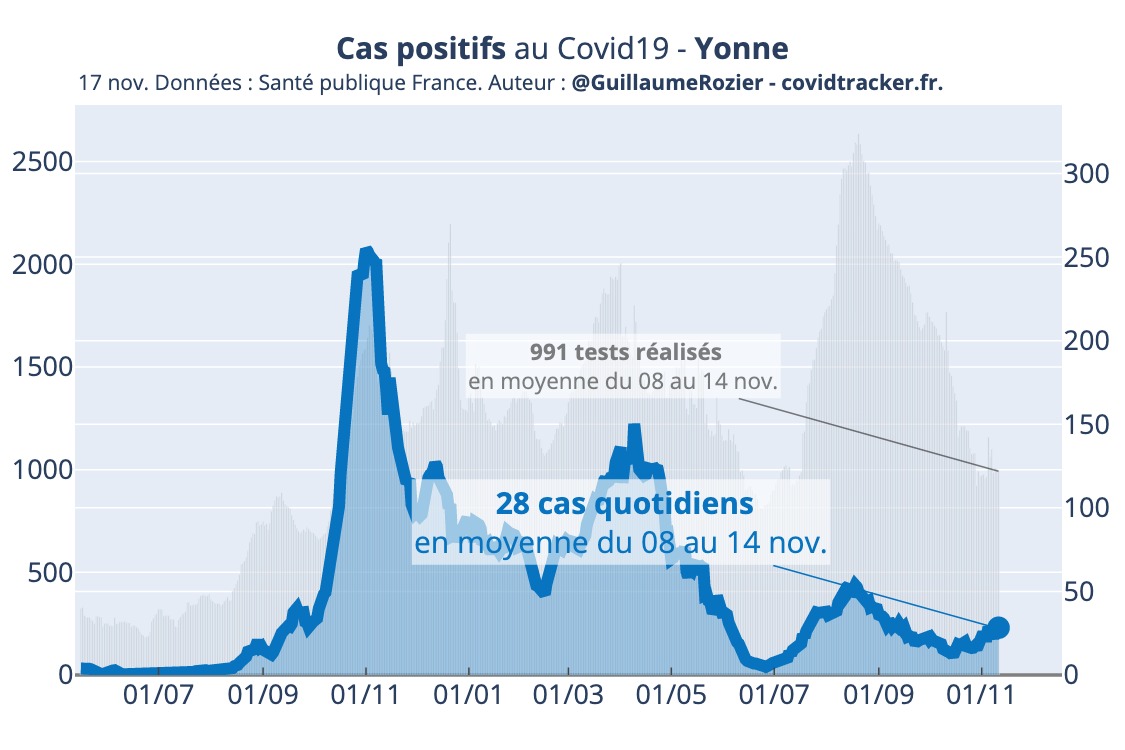 Cas positifs au Covid19 - Yonne
17 nov. Données : Santé publique France. Auteur : @GuillaumeRozier - covidtracker.fr.
2500
2000
1500
1000
500
0
300
250
200
150
100
50
0
991 tests réalisés
en moyenne du 08 au 14 nov.
28 cas quotidiens
en moyenne du 08 au 14 nov.
01/07 01/09 01/11 01/01 01/03 01/05 01/07 01/09 01/11